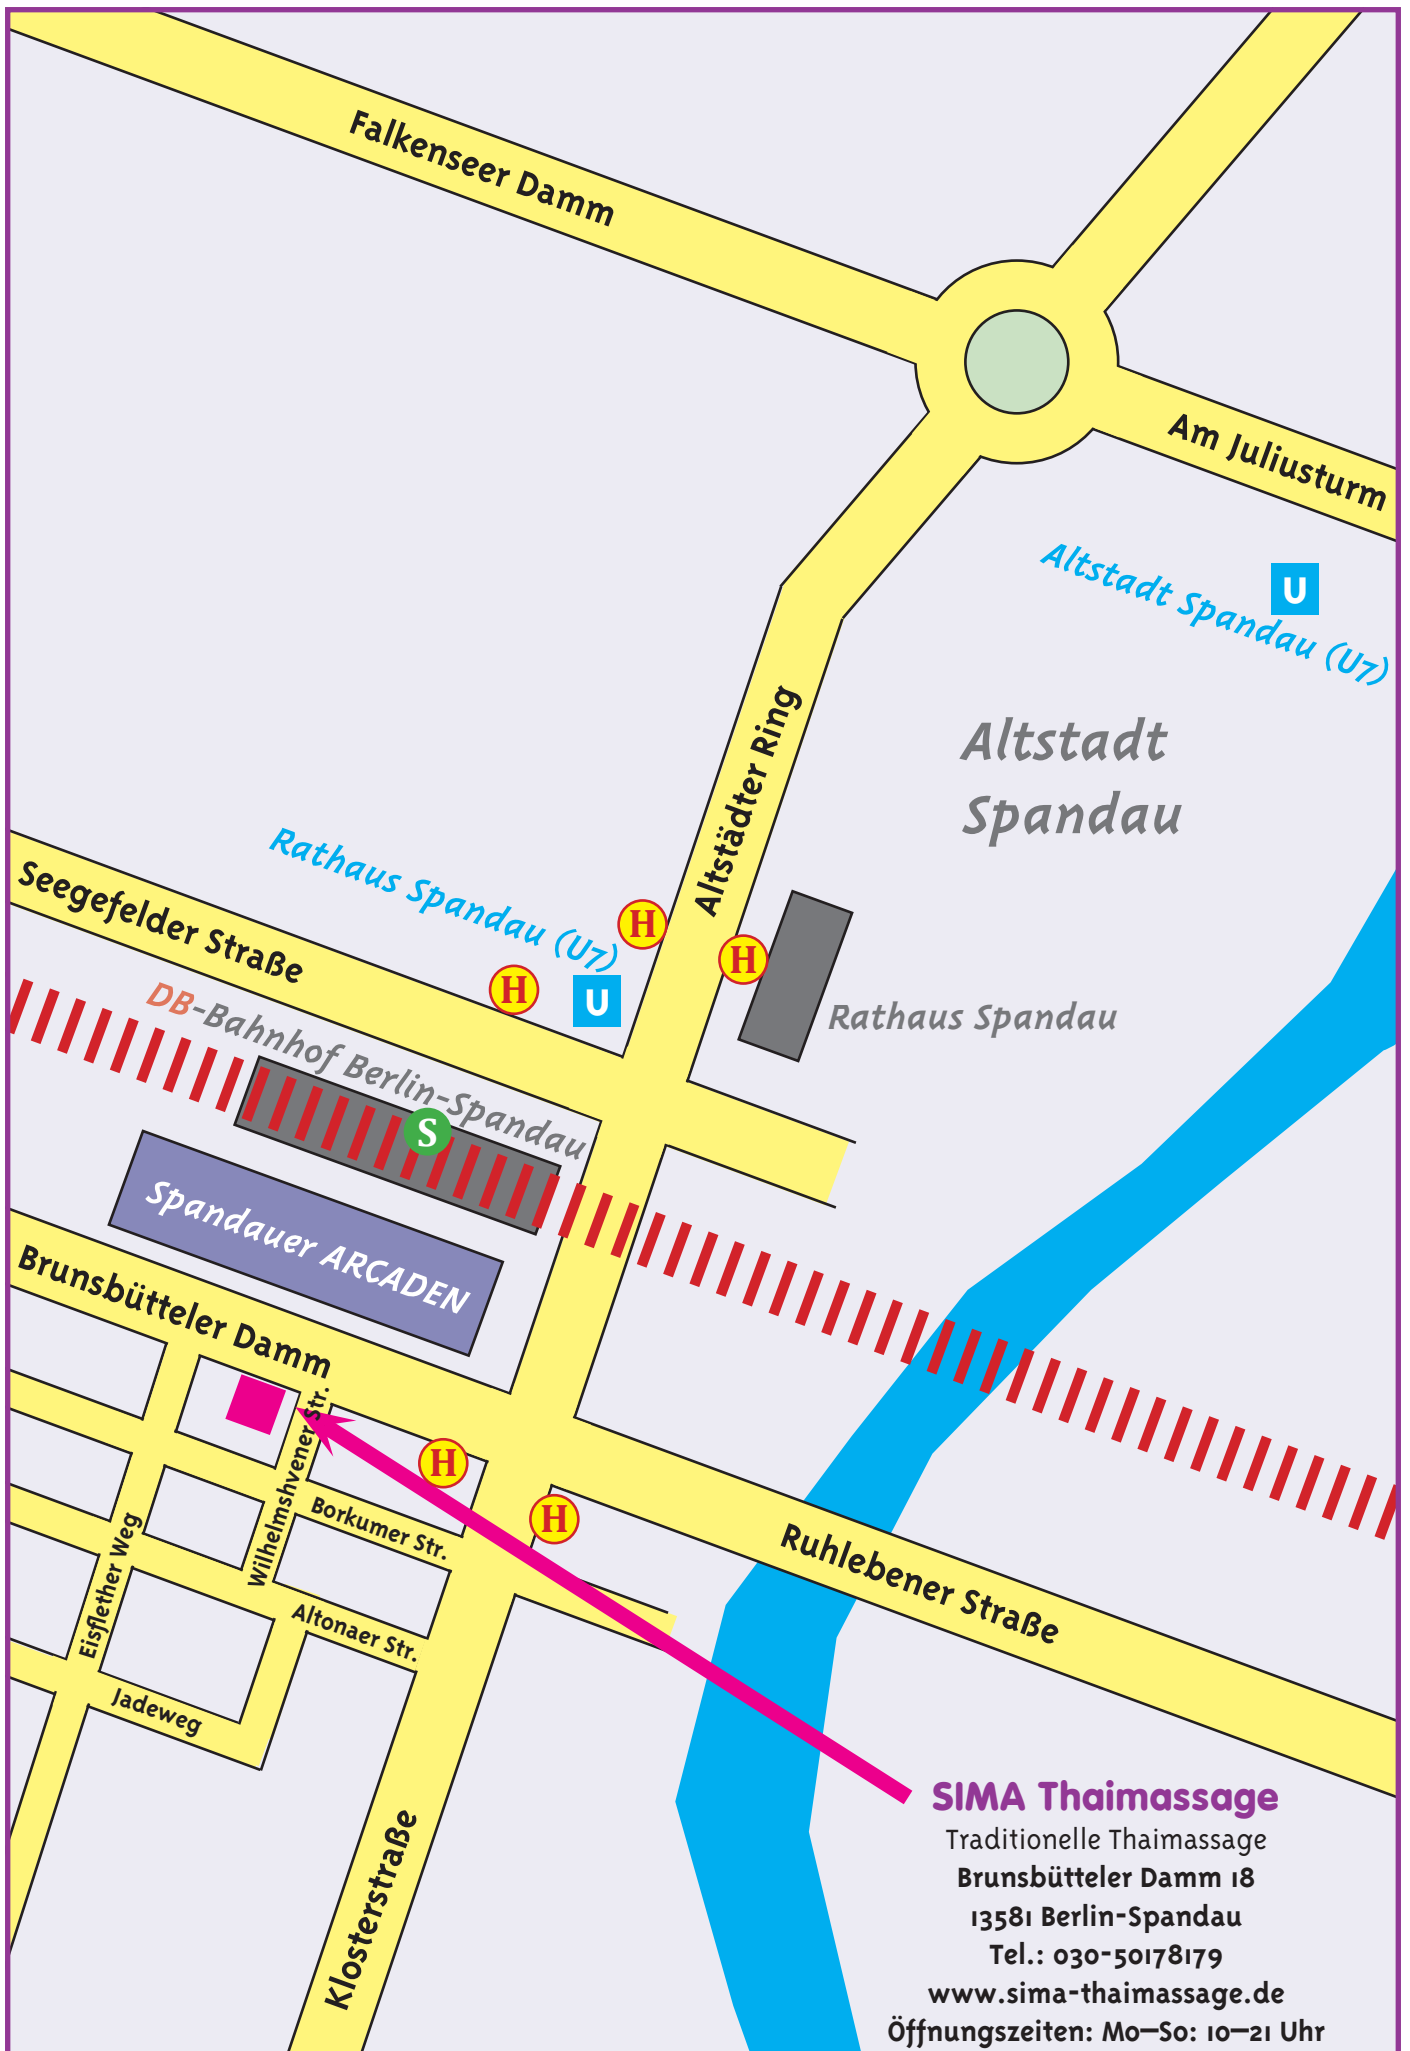 Falkenseer Damm
Am Juliusturm
Altstadt Spandau (U7)
U
Altstadt
Spandau
Altstädter Ring
Rathaus Spandau (U7)
Seegefelder Straße
H
H
H
U
Rathaus Spandau
DB-Bahnhof Berlin-Spandau
S
Spandauer ARCADEN
Brunsbütteler Damm
Wilhelmshvener Str.
H
H
Borkumer Str.
Eisflether Weg
Ruhlebener Straße
Altonaer Str.
Jadeweg
Klosterstraße
SIMA Thaimassage
Traditionelle Thaimassage
Brunsbütteler Damm 18
13581 Berlin-Spandau
Tel.: 030-50178179
www.sima-thaimassage.de
Öffnungszeiten: Mo—So: 10—21 Uhr